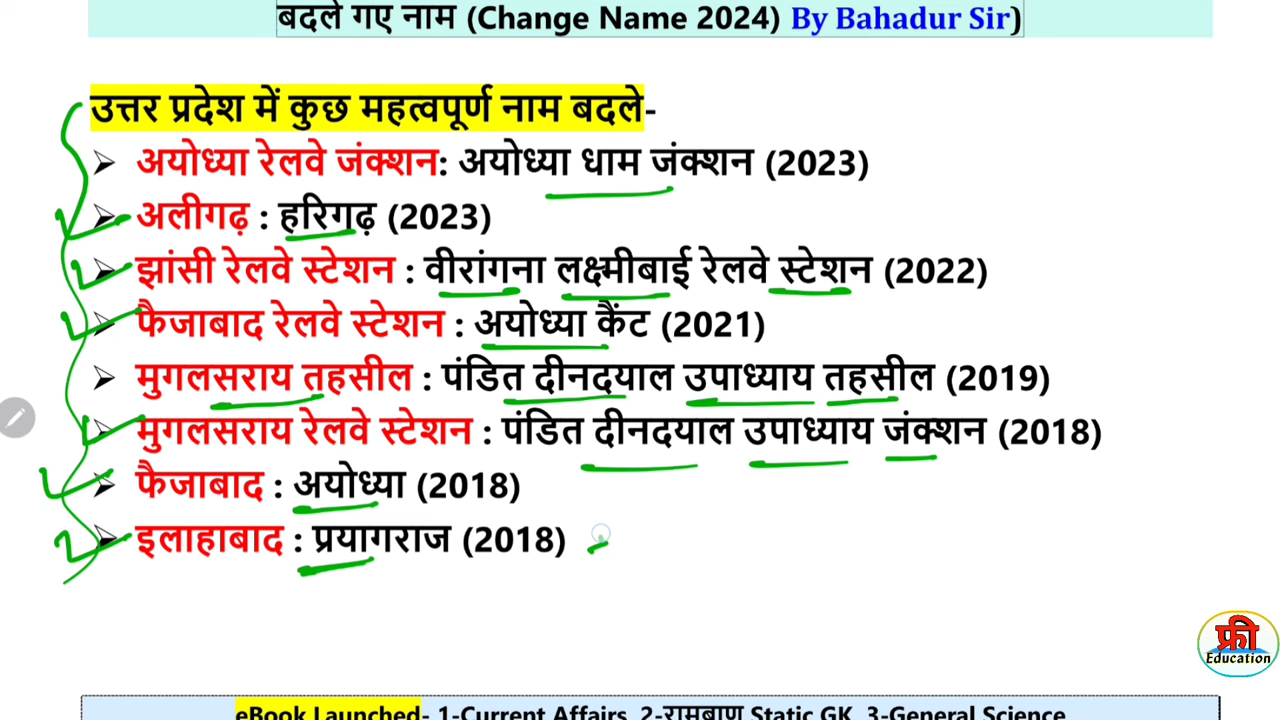 बदले गए नाम (Change Name 2024) By Bahadur Sir)
उत्तर प्रदेश में कुछ महत्वपूर्ण नाम बदले-
➢ अयोध्या रेलवे जंक्शन: अयोध्या धाम जंक्शन (2023)
➢ अलीगढ़ : हरिगढ़ (2023)
➢ झांसी रेलवे स्टेशन : वीरांगना लक्ष्मीबाई रेलवे स्टेशन (2022)
➢ फैजाबाद रेलवे स्टेशन : अयोध्या कैंट (2021)
➢ मुगलसराय तहसील : पंडित दीनदयाल उपाध्याय तहसील (2019)
➢ मुगलसराय रेलवे स्टेशन : पंडित दीनदयाल उपाध्याय जंक्शन (2018)
➢ फैजाबाद : अयोध्या (2018)
➢ इलाहाबाद : प्रयागराज (2018)
फ्री
Education
eBook Launched- 1-Current Affairs, 2-रामबाण Static GK, 3-General Science